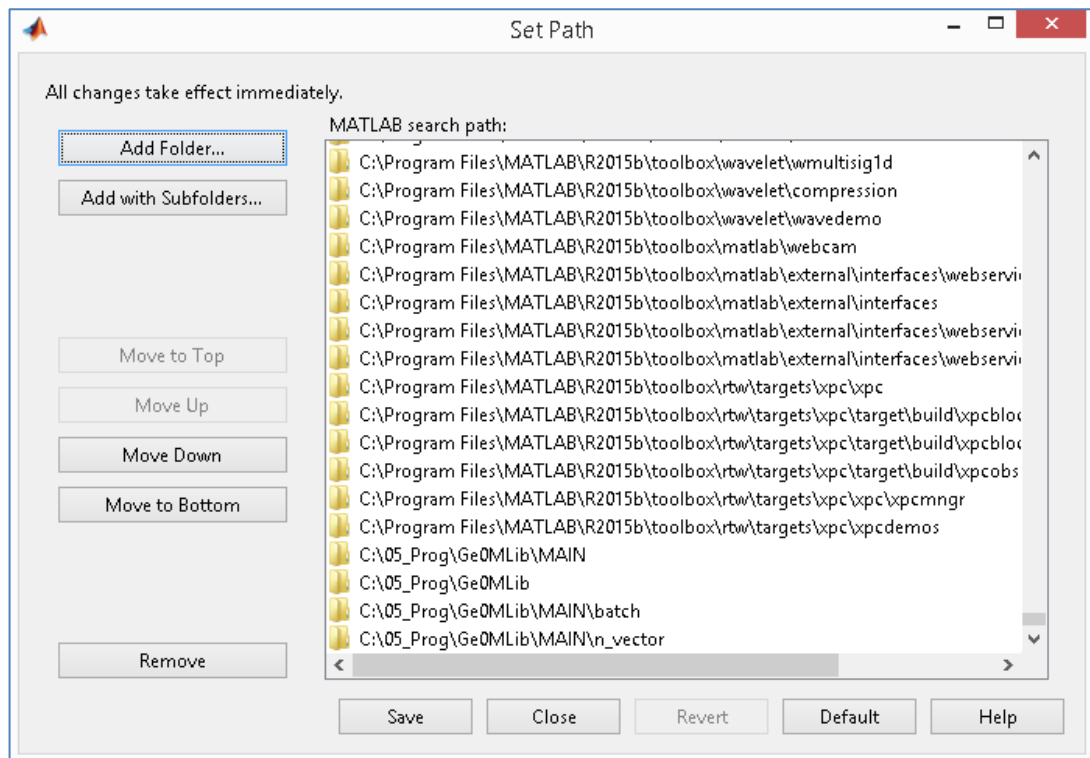 Set Path
All changes take effect immediately.
MATLAB search path:
Add Folder...
Add with Subfolders...
Move to Top
Move Up
Move Down
Move to Bottom
Remove
C:\Program Files\MATLAB\R2015b\toolbox\wavelet\wmultisig1d
C:\Program Files\MATLAB\R2015b\toolbox\wavelet\compression
C:\Program Files\MATLAB\R2015b\toolbox\wavelet\wavedemo
C:\Program Files\MATLAB\R2015b\toolbox\matlab\webcam
C:\Program Files\MATLAB\R2015b\toolbox\matlab\external\interfaces\webservi
C:\Program Files\MATLAB\R2015b\toolbox\matlab\external\interfaces
C:\Program Files\MATLAB\R2015b\toolbox\matlab\external\interfaces\webservi
C:\Program Files\MATLAB\R2015b\toolbox\matlab\external\interfaces\webservi
C:\Program Files\MATLAB\R2015b\toolbox\rtw\targets\xpc\xpc
C:\Program Files\MATLAB\R2015b\toolbox\rtw\targets\xpc\target\build\xpcbloc
C:\Program Files\MATLAB\R2015b\toolbox\rtw\targets\xpc\target\build\xpcbloc
C:\Program Files\MATLAB\R2015b\toolbox\rtw\targets\xpc\target\build\xpcobs
C:\Program Files\MATLAB\R2015b\toolbox\rtw\targets\xpc\xpc\xpcmngr
C:\Program Files\MATLAB\R2015b\toolbox\rtw\targets\xpc\xpcdemos
C:\05_Prog\Ge0MLib\MAIN
C:\05_Prog\Ge0MLib
C:\05_Prog\Ge0MLib\MAIN\batch
C:\05_Prog\Ge0MLib\MAIN\n_vector
Save
Close
Revert
Default
Help